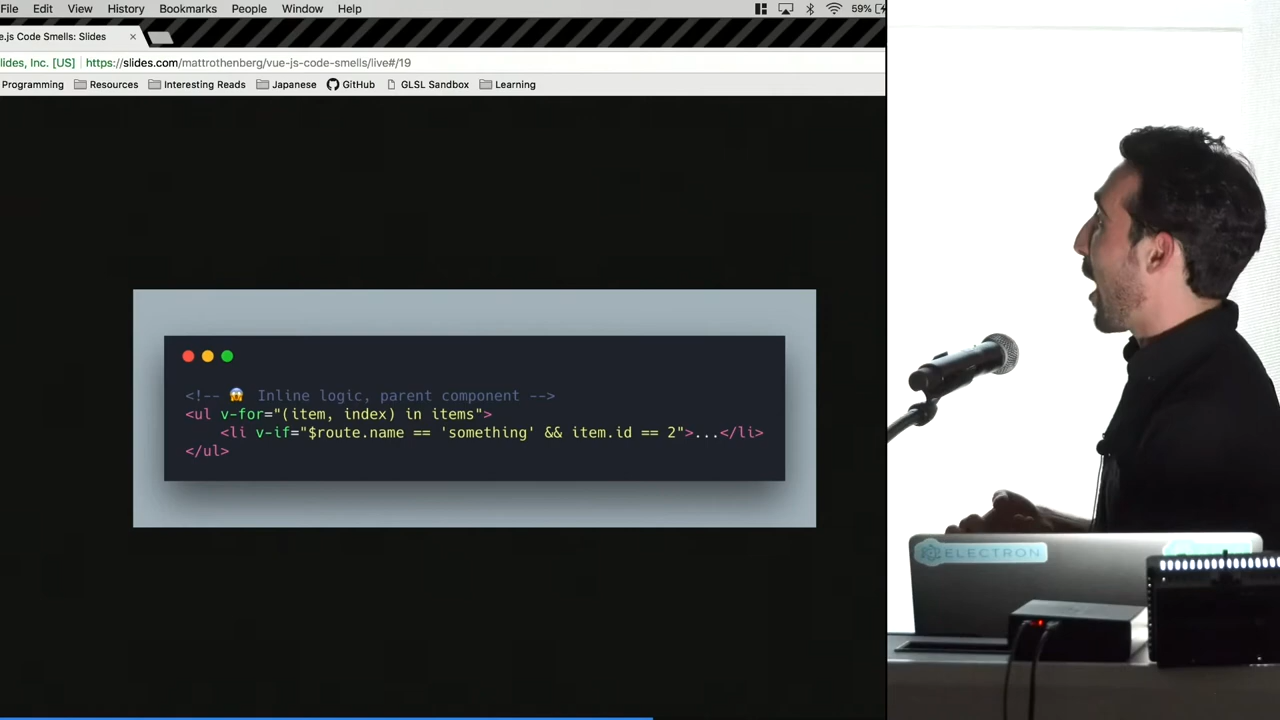 File Edit View History Bookmarks People Window Help 59%
e.js Code Smells: Slides
lides, Inc. [US] https://slides.com/mattrothenberg/vue-js-code-smells/live#/19
Programming Resources Interesting Reads Japanese GitHub GLSL Sandbox Learning
<!-- 😱 Inline logic, parent component -->
<ul v-for="(item, index) in items">
<li v-if="$route.name == 'something' && item.id == 2">...</li>
</ul>
ELECTRON